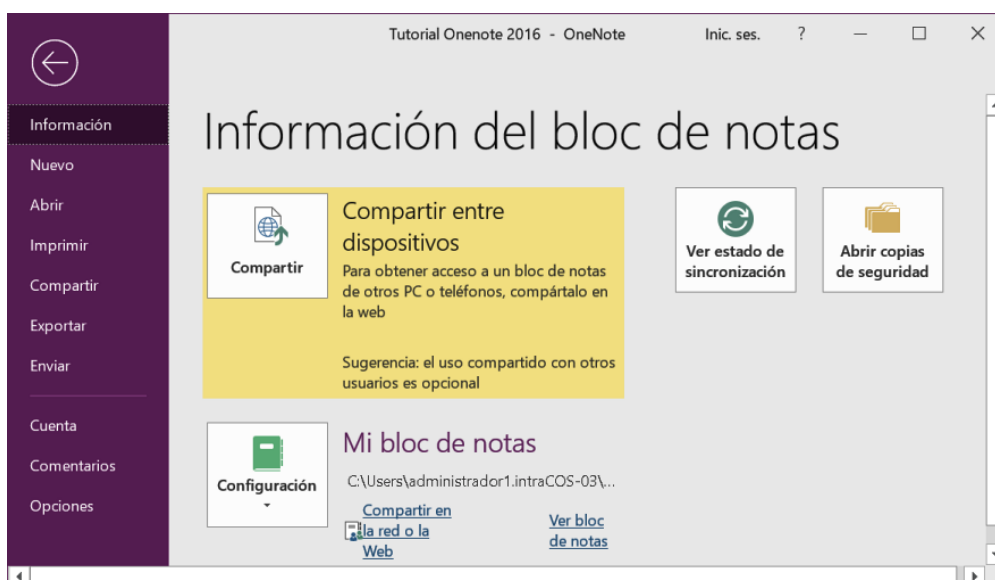 Tutorial Onenote 2016 - OneNote
Inic. ses.
?
Información
Nuevo
Abrir
Imprimir
Compartir
Exportar
Enviar
Cuenta
Comentarios
Opciones
Información del bloc de notas
Compartir
Compartir entre
dispositivos
Para obtener acceso a un bloc de notas
de otros PC o teléfonos, compártalo en
la web
Sugerencia: el uso compartido con otros
usuarios es opcional
Ver estado de
sincronización
Abrir copias
de seguridad
Configuración
Mi bloc de notas
C:\Users\administrador1.intraCOS-03\...
Compartir en
la red o la
Web
Ver bloc
de notas